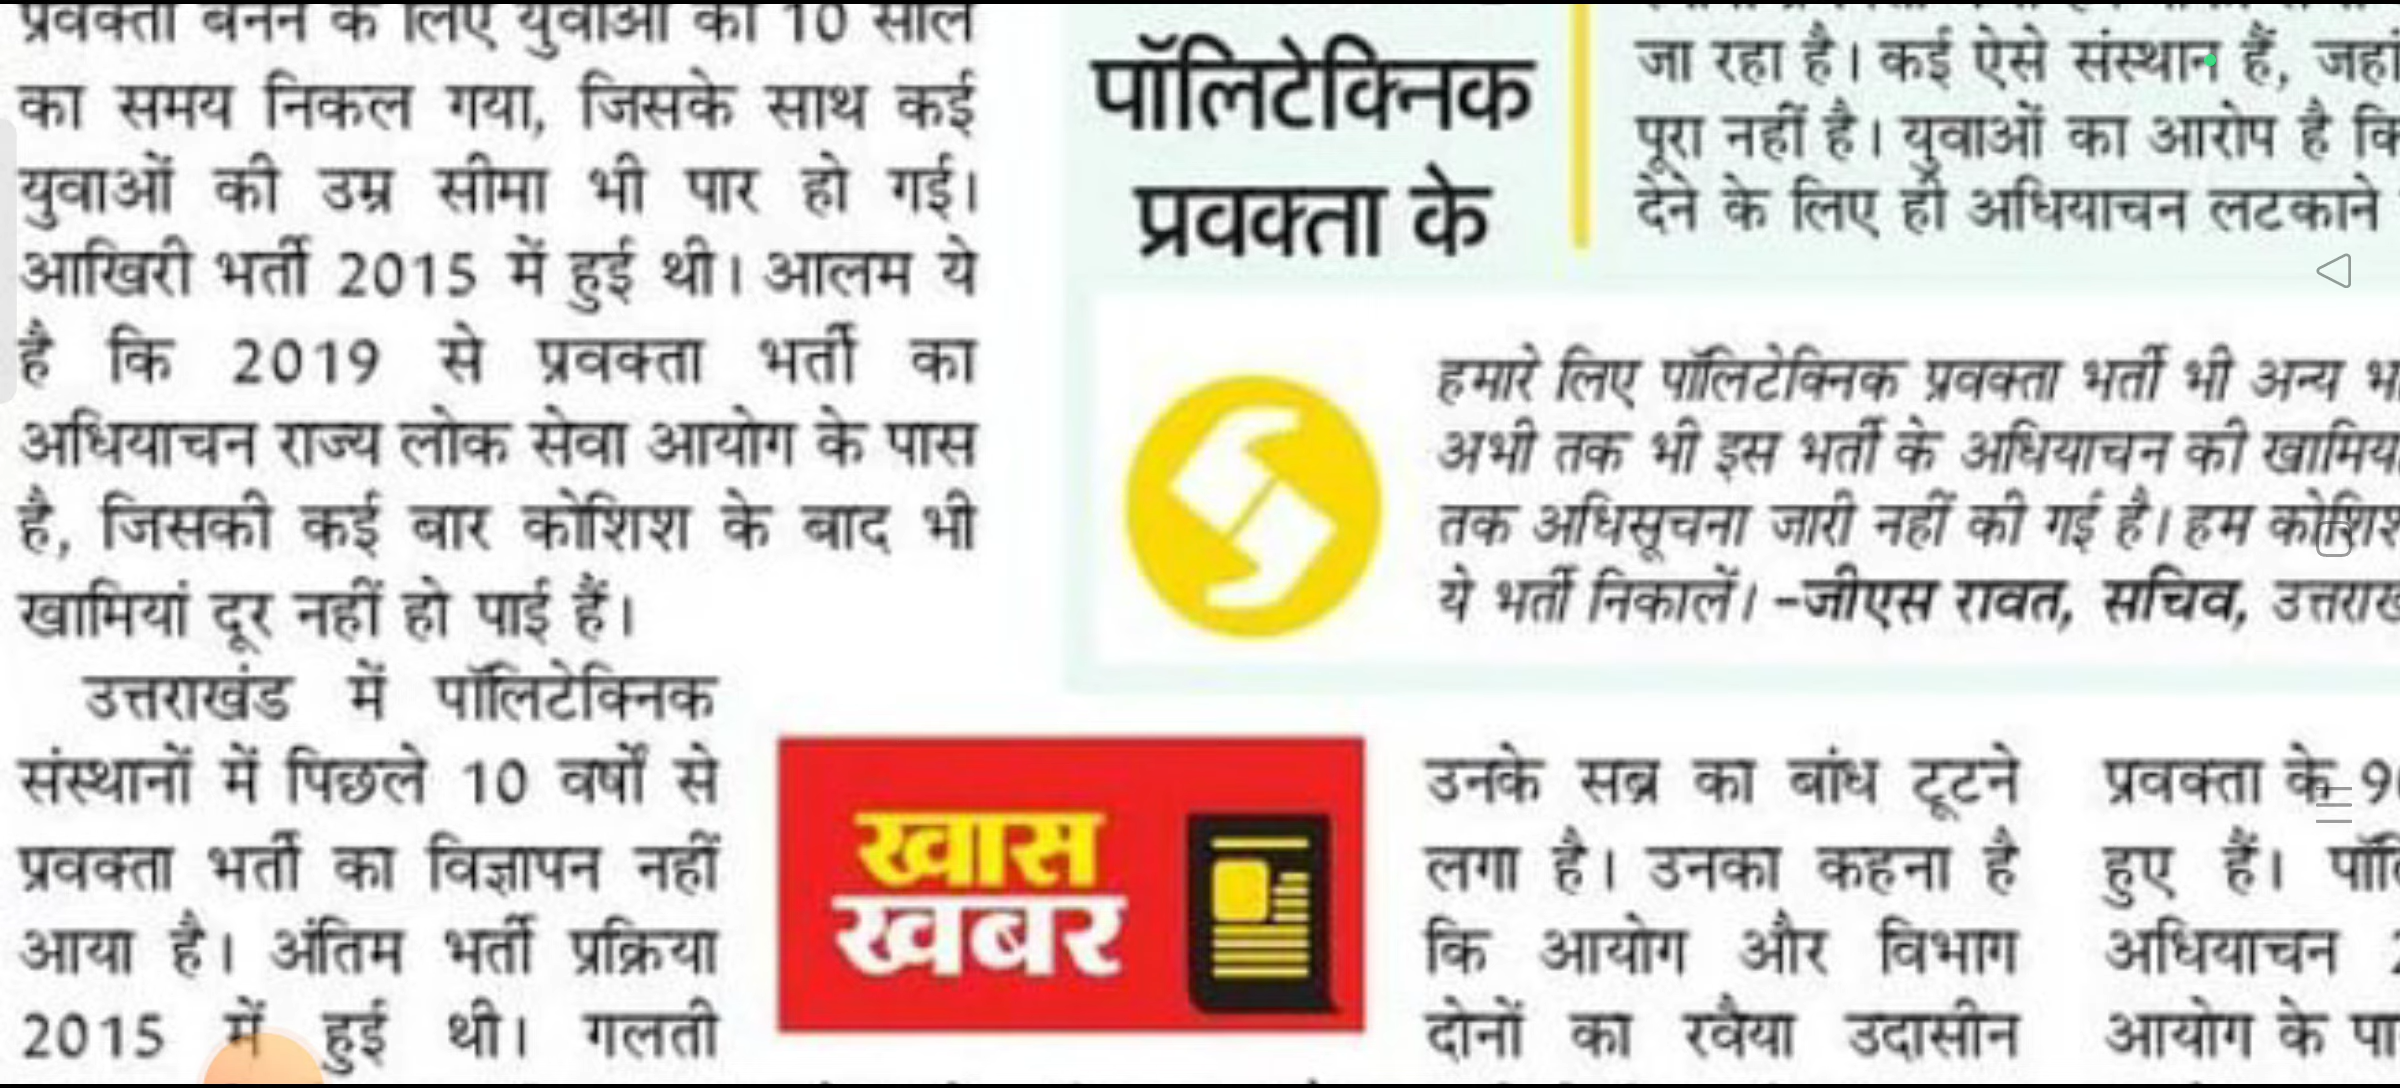 प्रवक्ता बनने के लिए युवाओं का 10 साल
का समय निकल गया, जिसके साथ कई
युवाओं की उम्र सीमा भी पार हो गई।
आखिरी भर्ती 2015 में हुई थी। आलम ये
है कि 2019 से प्रवक्ता भर्ती का
अधियाचन राज्य लोक सेवा आयोग के पास
है, जिसकी कई बार कोशिश के बाद भी
खामियां दूर नहीं हो पाई हैं।
उत्तराखंड में पॉलिटेक्निक
संस्थानों में पिछले 10 वर्षों से
प्रवक्ता भर्ती का विज्ञापन नहीं
आया है। अंतिम भर्ती प्रक्रिया
2015 में हुई थी। गलती
पॉलिटेक्निक
प्रवक्ता के
जा रहा है। कई ऐसे संस्थान हैं, जहां
पूरा नहीं है। युवाओं का आरोप है कि
देने के लिए ही अधियाचन लटकाने
हमारे लिए पॉलिटेक्निक प्रवक्ता भर्ती भी अन्य
अभी तक भी इस भर्ती के अधियाचन की
तक अधिसूचना जारी नहीं की गई है। हम
ये भर्ती निकालें। -जीएस रावत, सचिव,
खास
खबर
उनके सब्र का बांध टूटने
लगा है। उनका कहना है
कि आयोग और विभाग
दोनों का रवैया उदासीन
प्रवक्ता के
हुए हैं।
अधियाचन
आयोग के